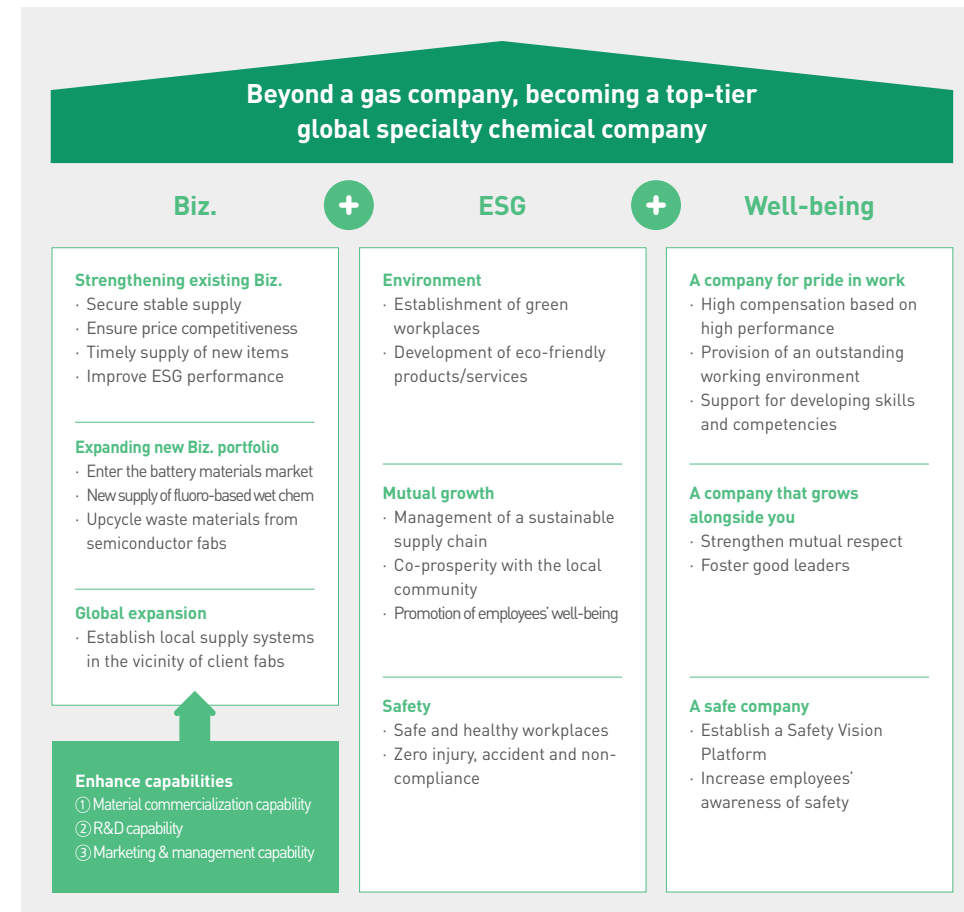 Beyond a gas company, becoming a top-tier
global specialty chemical company
Biz.
+
ESG
+
Well-being
Strengthening existing Biz.
· Secure stable supply
· Ensure price competitiveness
· Timely supply of new items
· Improve ESG performance
Expanding new Biz. portfolio
· Enter the battery materials market
· New supply of fluoro-based wet chem
· Upcycle waste materials from
semiconductor fabs
Global expansion
· Establish local supply systems
in the vicinity of client fabs
Enhance capabilities
① Material commercialization capability
② R&D capability
③ Marketing & management capability
Environment
· Establishment of green
workplaces
· Development of eco-friendly
products/services
Mutual growth
· Management of a sustainable
supply chain
· Co-prosperity with the local
community
· Promotion of employees’ well-being
Safety
· Safe and healthy workplaces
· Zero injury, accident and non-
compliance
A company for pride in work
· High compensation based on
high performance
· Provision of an outstanding
working environment
· Support for developing skills
and competencies
A company that grows
alongside you
· Strengthen mutual respect
· Foster good leaders
A safe company
· Establish a Safety Vision
Platform
· Increase employees’
awareness of safety